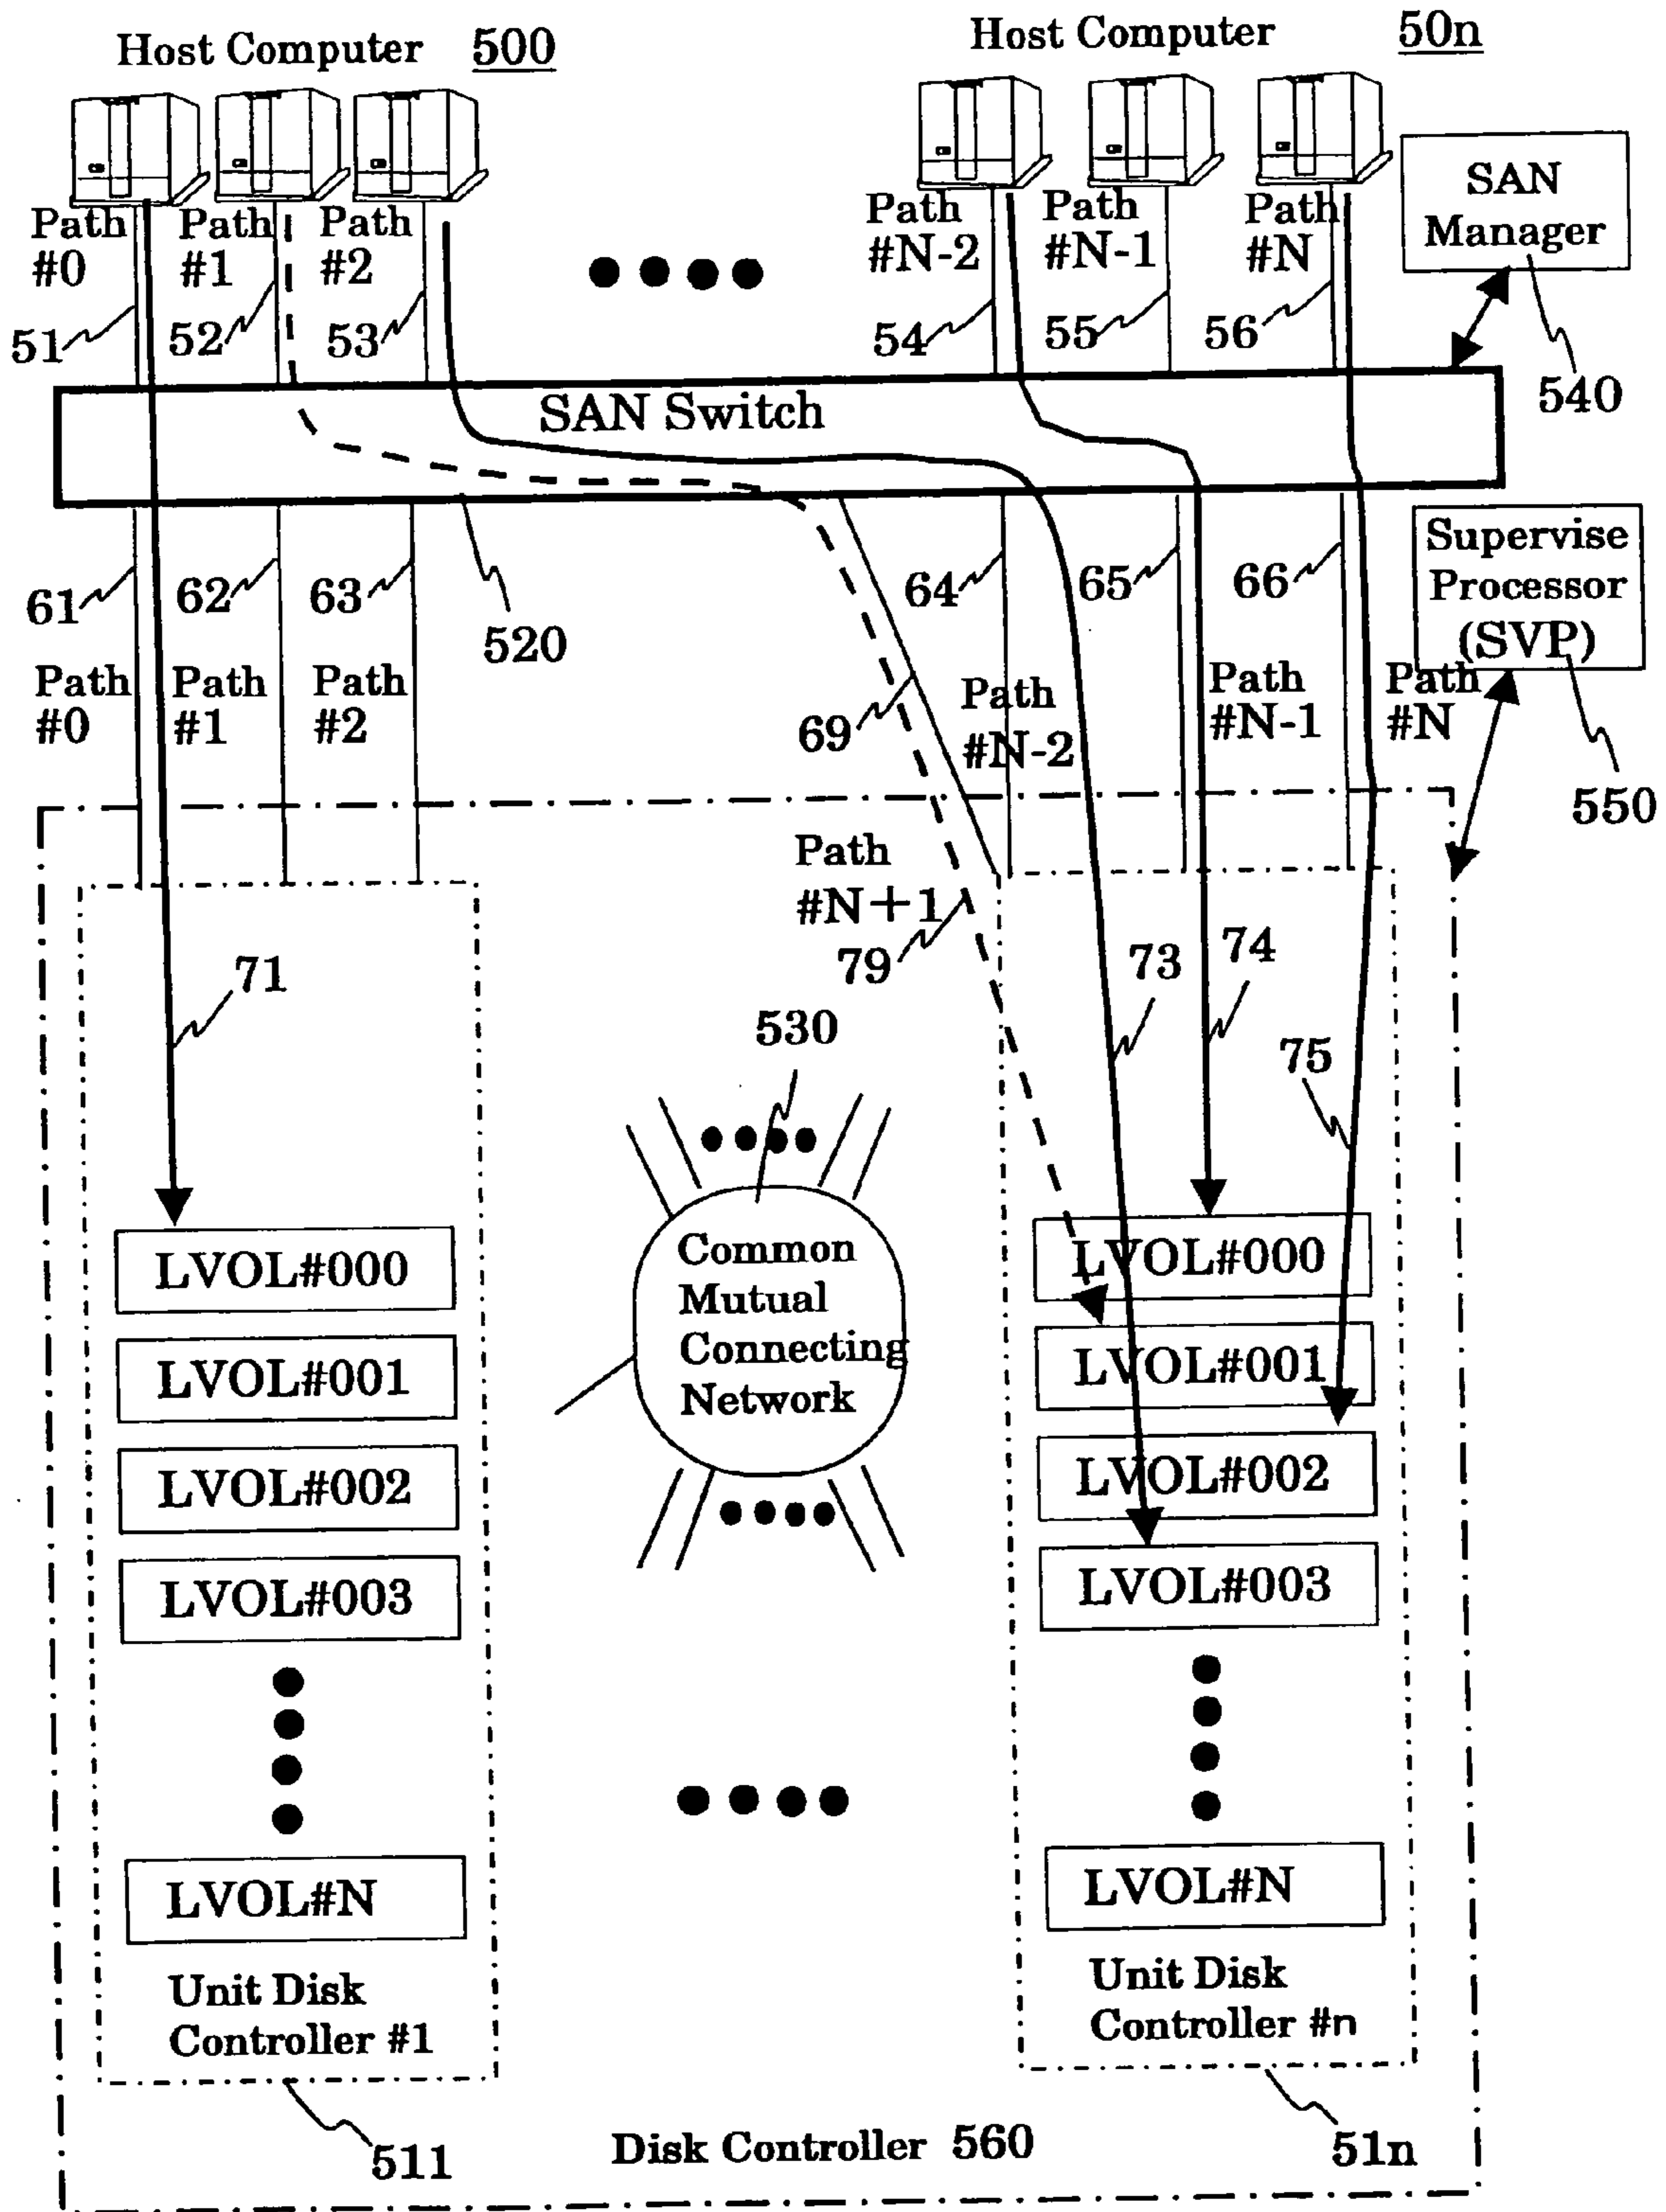 Host Computer 500
Host Computer 50n
SAN
Manager
540
Path
#0
Path
#1
Path
#2
Path
#N-2
Path
#N-1
Path
#N
51
52
53
54
55
56
SAN Switch
520
Supervise
Processor
(SVP)
550
61
62
63
69
64
65
66
Path
#0
Path
#1
Path
#2
Path
#N-2
Path
#N-1
Path
#N
Path
#N+1
79
71
73
74
75
530
Common
Mutual
Connecting
Network
LVOL#000
LVOL#001
LVOL#002
LVOL#003
LVOL#N
Unit Disk
Controller #1
511
LVOL#000
LVOL#001
LVOL#002
LVOL#003
LVOL#N
Unit Disk
Controller #n
51n
Disk Controller 560